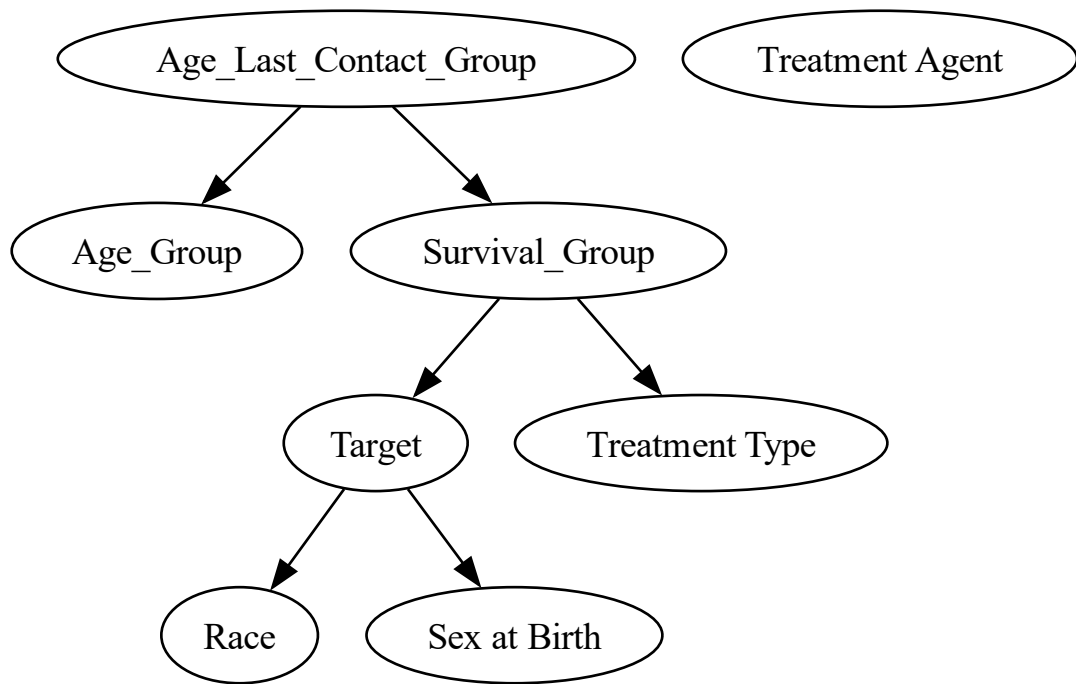 Age_Last_Contact_Group
Treatment Agent
Age_Group
Survival_Group
Target
Treatment Type
Race
Sex at Birth